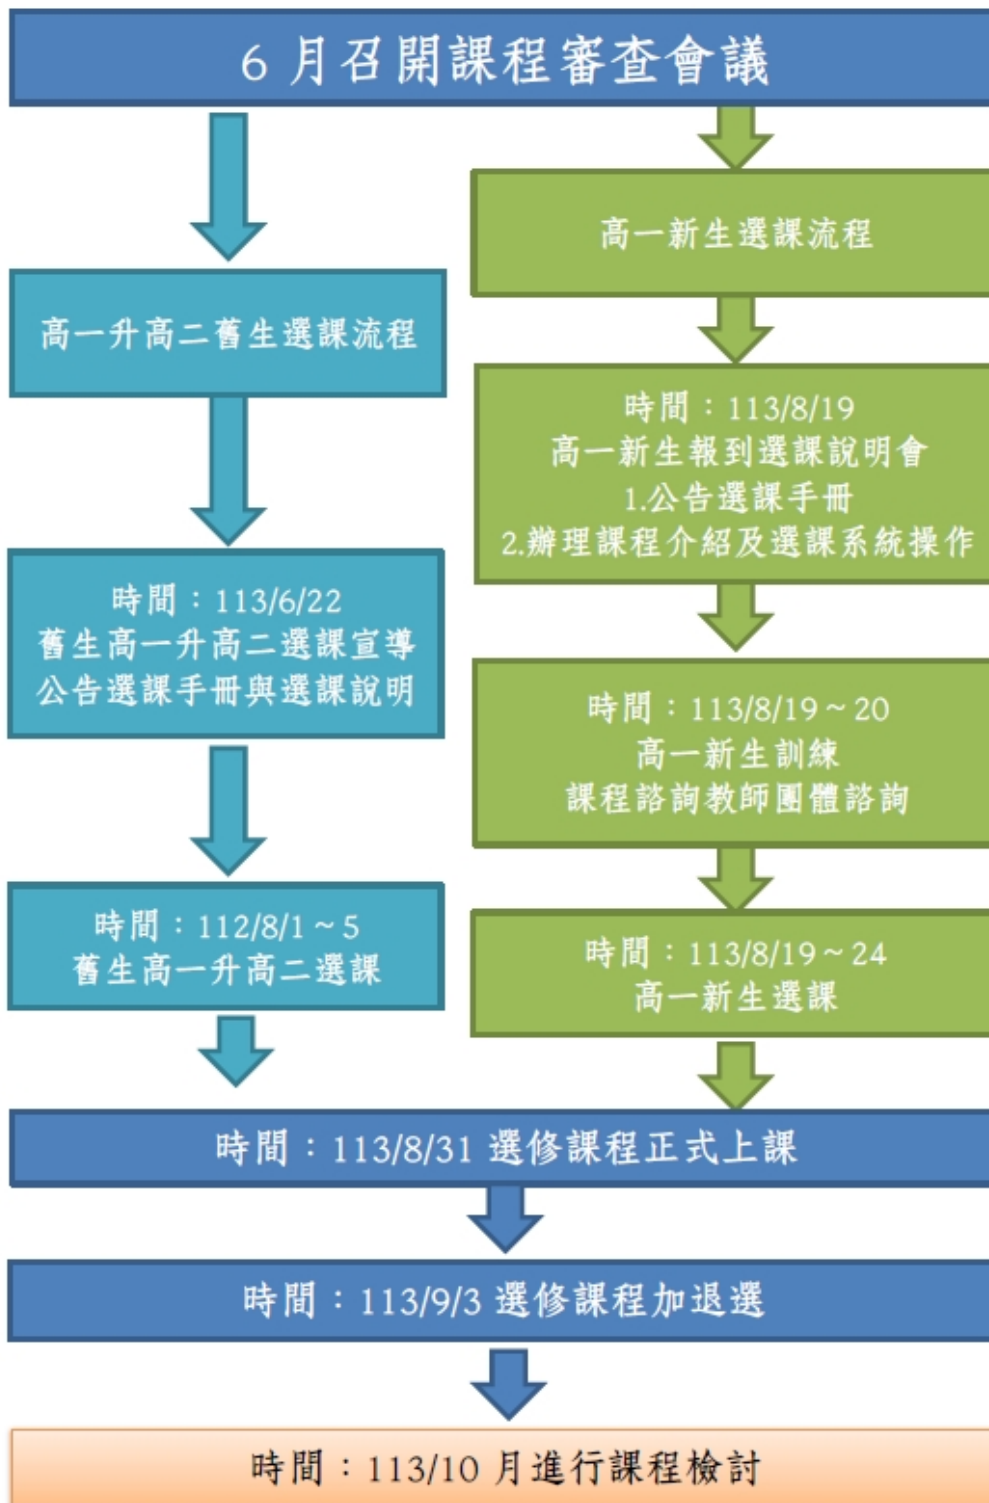 6 月召開課程審查會議
高一升高二舊生選課流程
時間：113/6/22
舊生高一升高二選課宣導
公告選課手冊與選課說明
時間：112/8/1～5
舊生高一升高二選課
高一新生選課流程
時間：113/8/19
高一新生報到選課說明會
1.公告選課手冊
2.辦理課程介紹及選課系統操作
時間：113/8/19～20
高一新生訓練
課程諮詢教師團體諮詢
時間：113/8/19～24
高一新生選課
時間：113/8/31 選修課程正式上課
時間：113/9/3 選修課程加退選
時間：113/10 月進行課程檢討